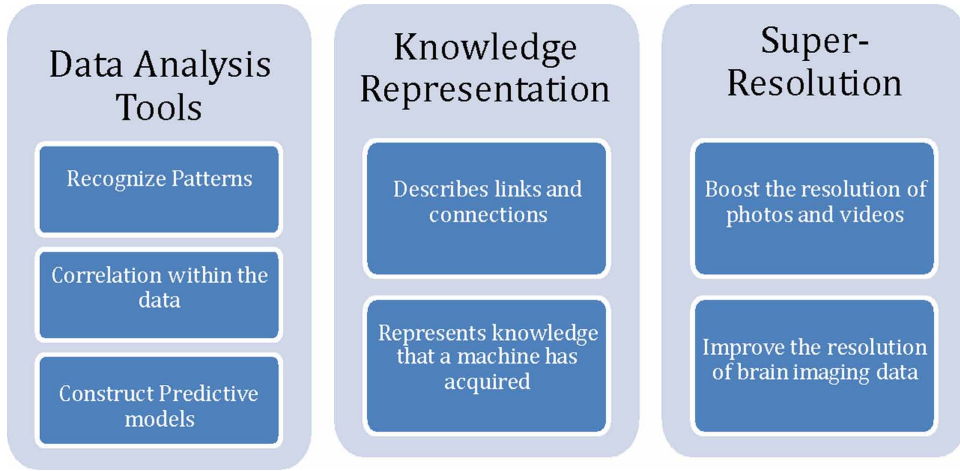 Data Analysis
Tools
Recognize Patterns
Correlation within the
data
Construct Predictive
models
Knowledge
Representation
Describes links and
connections
Represents knowledge
that a machine has
acquired
Super-
Resolution
Boost the resolution of
photos and videos
Improve the resolution
of brain imaging data